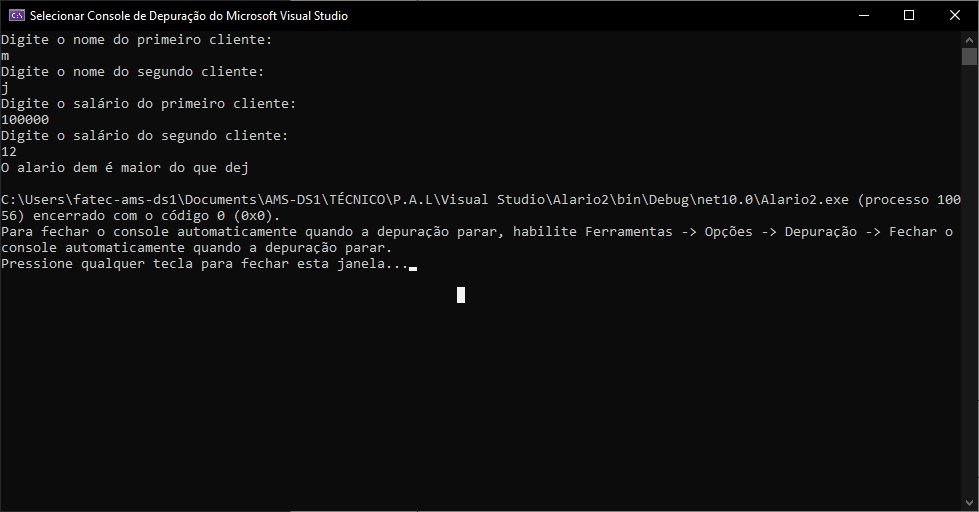 Selecionar Console de Depuração do Microsoft Visual Studio
Digite o nome do primeiro cliente:
m
Digite o nome do segundo cliente:
j
Digite o salário do primeiro cliente:
100000
Digite o salário do segundo cliente:
12
O alario dem é maior do que dej
C:\Users\fatec-ams-ds1\Documents\AMS-DS1\TÉCNICO\P.A.L\Visual Studio\Alario2\bin\Debug\net10.0\Alario2.exe (processo 100
56) encerrado com o código 0 (0x0).
Para fechar o console automaticamente quando a depuração parar, habilite Ferramentas -> Opções -> Depuração -> Fechar o
console automaticamente quando a depuração parar.
Pressione qualquer tecla para fechar esta janela...